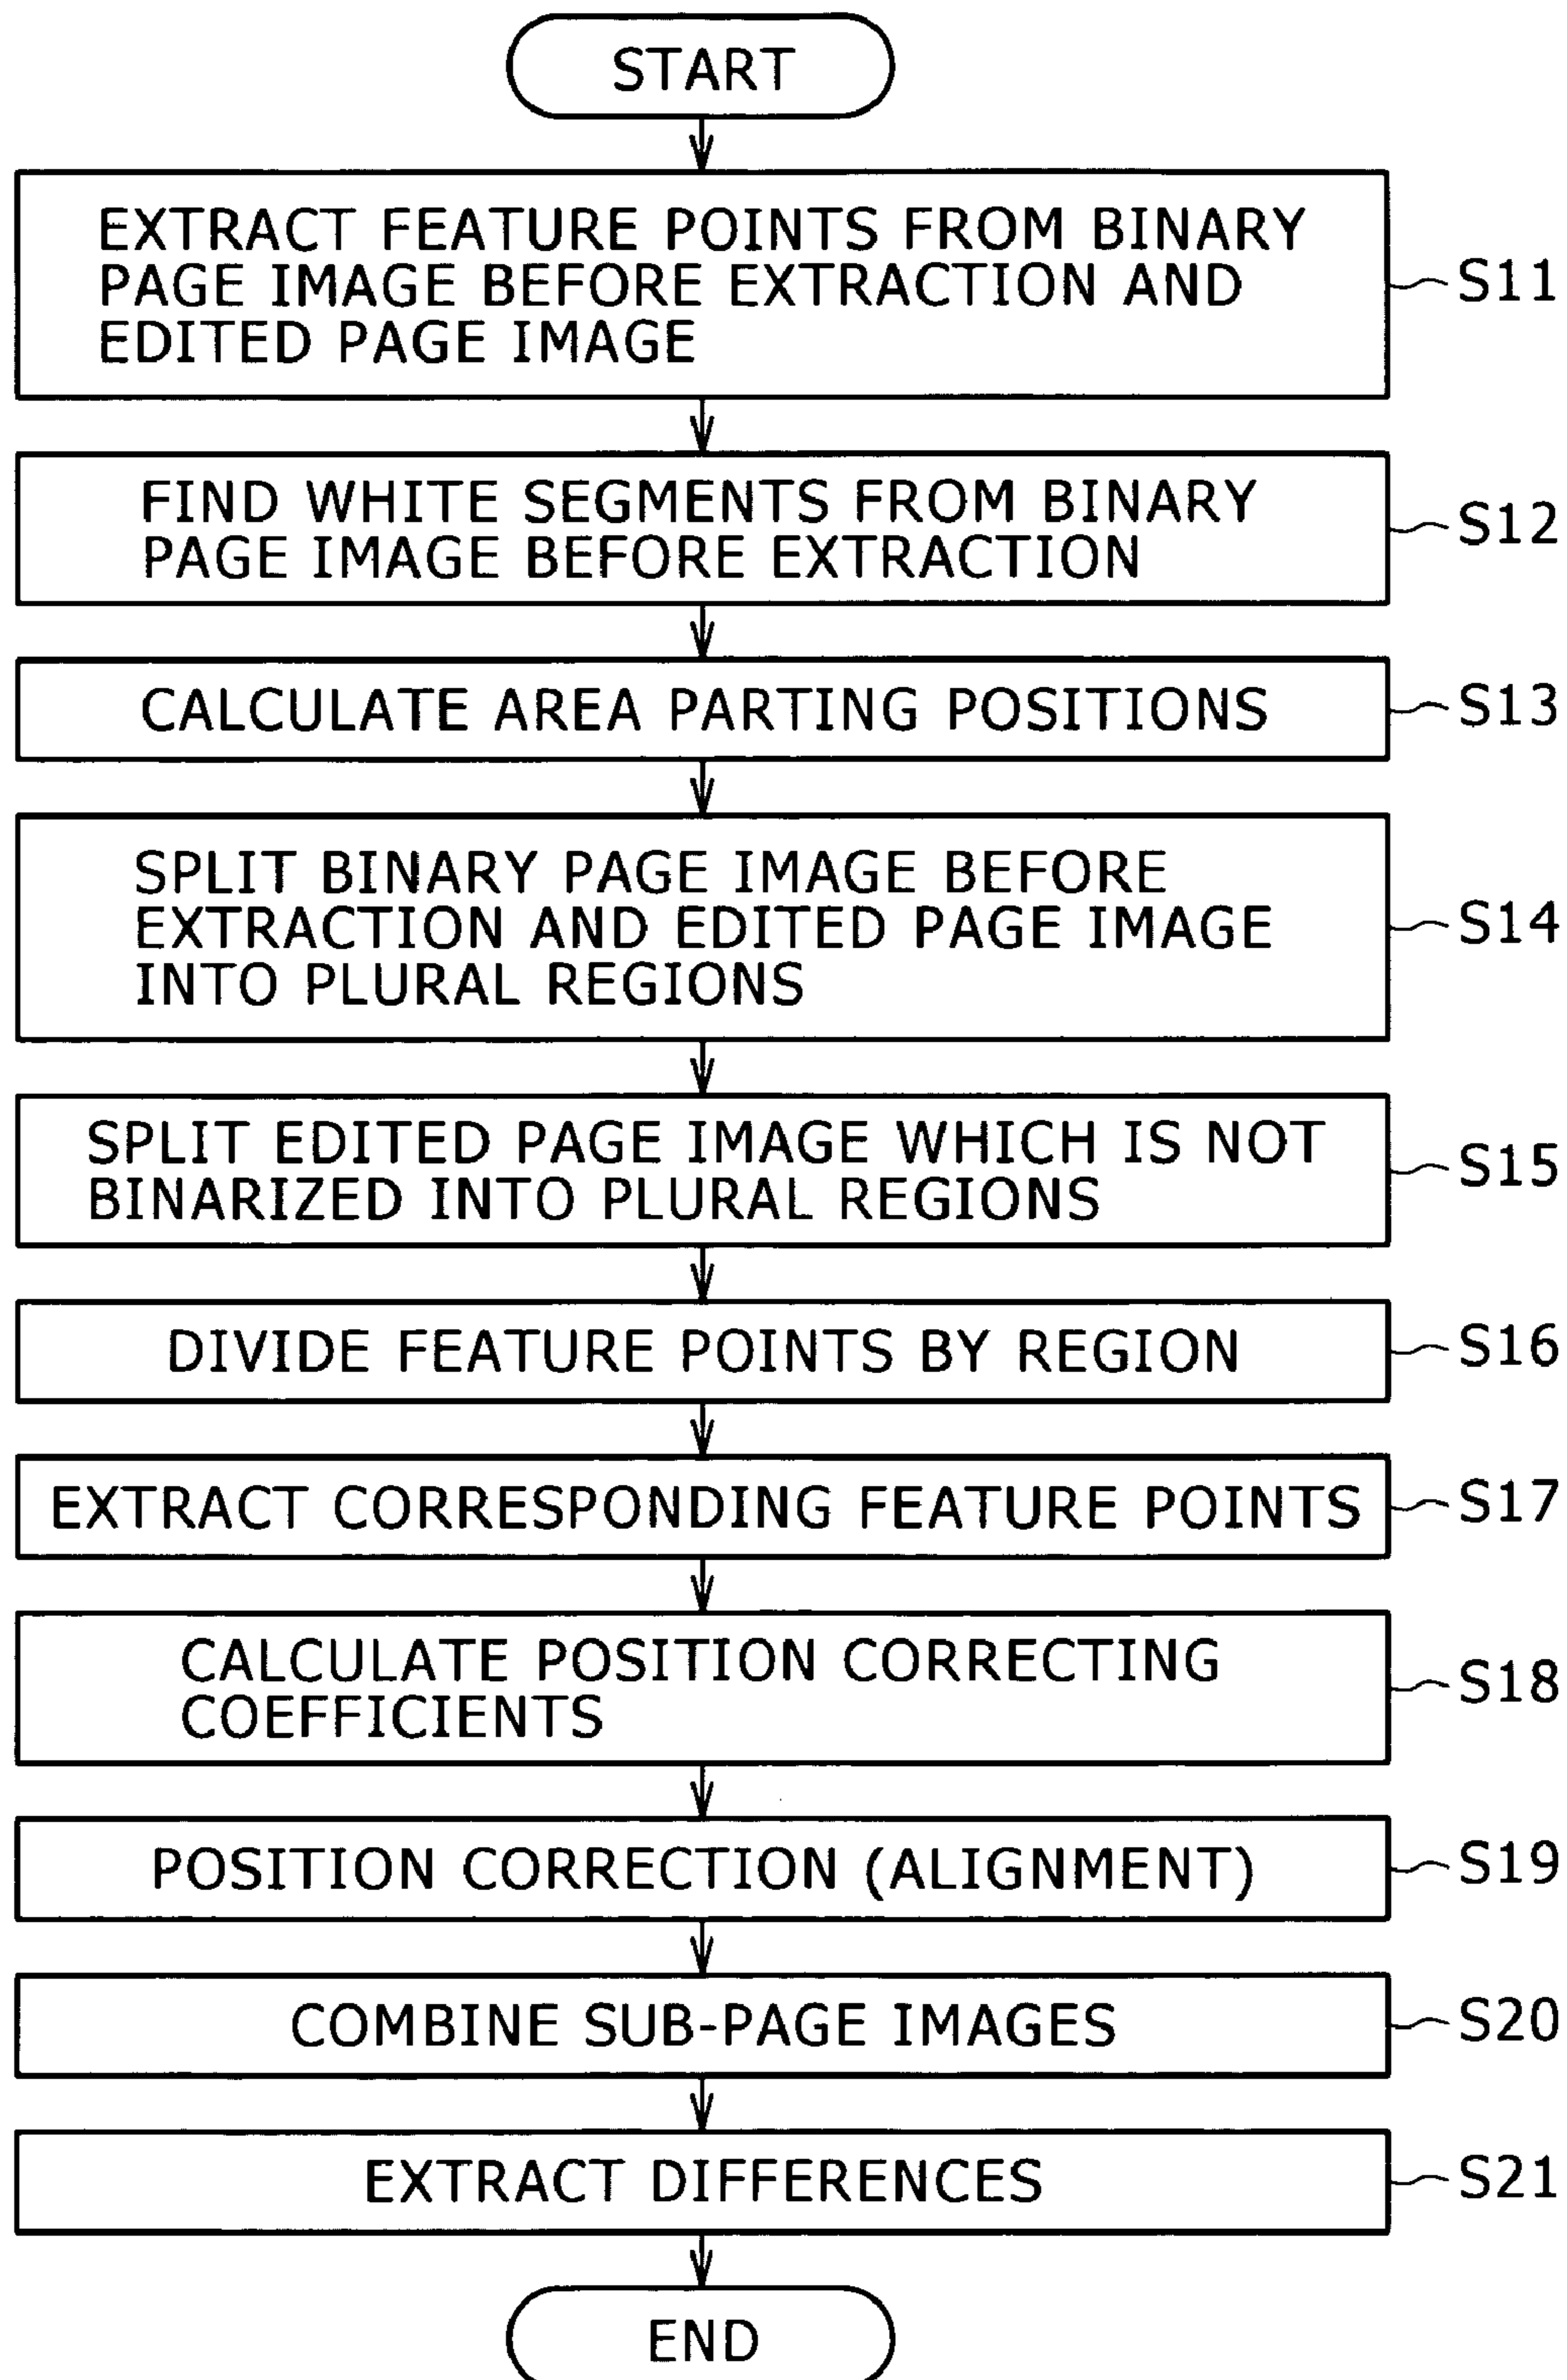 START
EXTRACT FEATURE POINTS FROM BINARY
PAGE IMAGE BEFORE EXTRACTION AND
EDITED PAGE IMAGE
S11
FIND WHITE SEGMENTS FROM BINARY
PAGE IMAGE BEFORE EXTRACTION
S12
CALCULATE AREA PARTING POSITIONS
S13
SPLIT BINARY PAGE IMAGE BEFORE
EXTRACTION AND EDITED PAGE IMAGE
INTO PLURAL REGIONS
S14
SPLIT EDITED PAGE IMAGE WHICH IS NOT
BINARIZED INTO PLURAL REGIONS
S15
DIVIDE FEATURE POINTS BY REGION
S16
EXTRACT CORRESPONDING FEATURE POINTS
S17
CALCULATE POSITION CORRECTING
COEFFICIENTS
S18
POSITION CORRECTION (ALIGNMENT)
S19
COMBINE SUB-PAGE IMAGES
S20
EXTRACT DIFFERENCES
S21
END